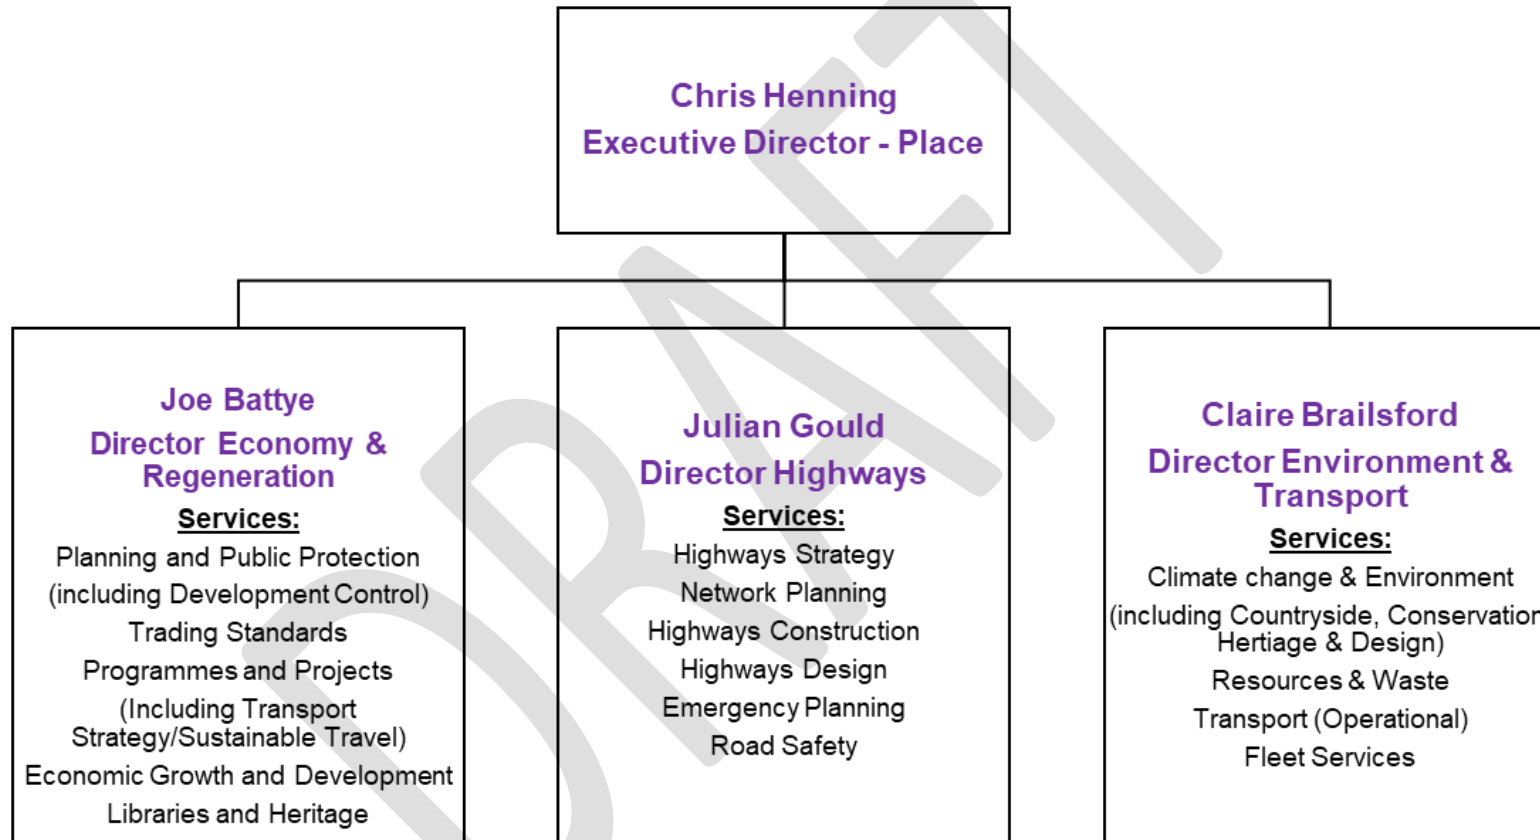 Chris Henning
Executive Director - Place
Joe Battye
Director Economy &
Regeneration
Services:
Planning and Public Protection
(including Development Control)
Trading Standards
Programmes and Projects
(Including Transport
Strategy/Sustainable Travel)
Economic Growth and Development
Libraries and Heritage
Julian Gould
Director Highways
Services:
Highways Strategy
Network Planning
Highways Construction
Highways Design
Emergency Planning
Road Safety
Claire Brailsford
Director Environment &
Transport
Services:
Climate change & Environment
(including Countryside, Conservation
Hertiage & Design)
Resources & Waste
Transport (Operational)
Fleet Services
DRAFT